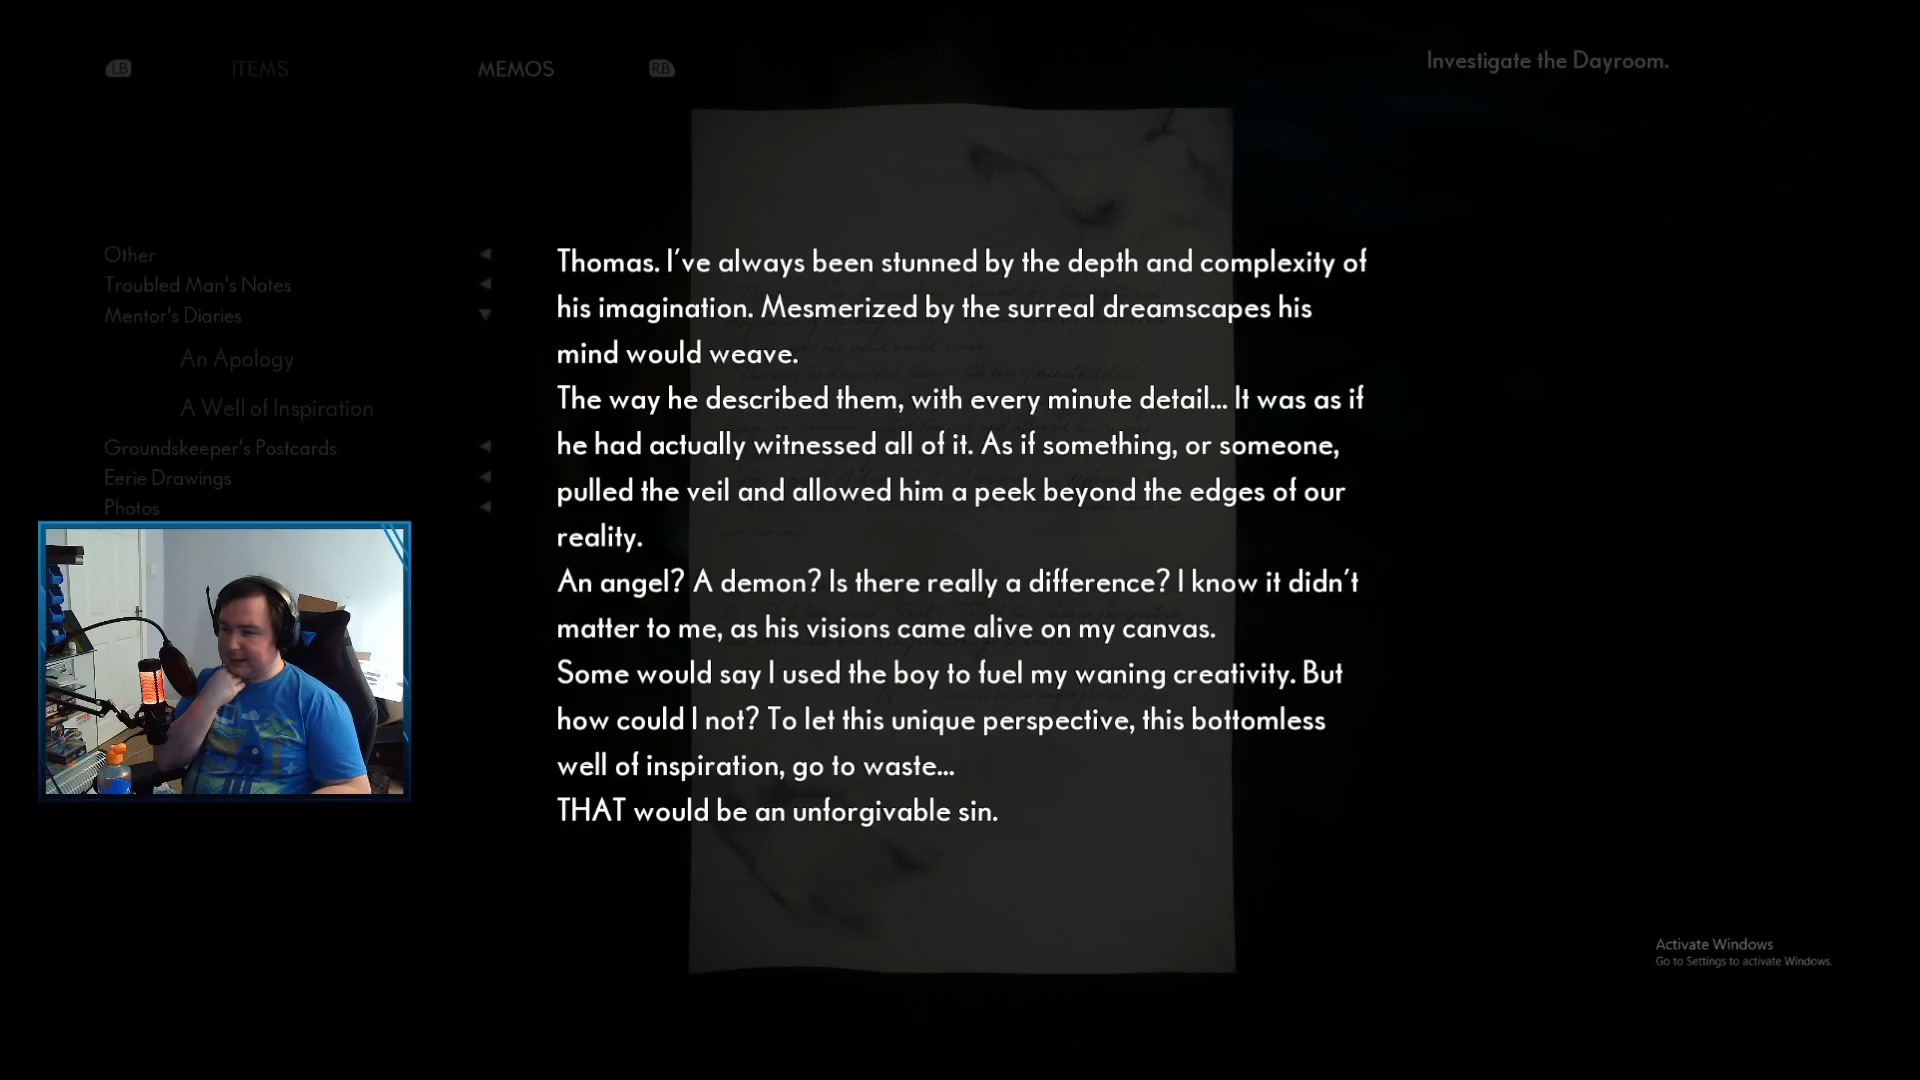 LB ITEMS MEMOS RB
Investigate the Dayroom.
Other
Troubled Man's Notes
Mentor's Diaries
An Apology
A Well of Inspiration
Groundskeeper's Postcards
Eerie Drawings
Photos
Thomas. I've always been stunned by the depth and complexity of
his imagination. Mesmerized by the surreal dreamscapes his
mind would weave.
The way he described them, with every minute detail... It was as if
he had actually witnessed all of it. As if something, or someone,
pulled the veil and allowed him a peek beyond the edges of our
reality.
An angel? A demon? Is there really a difference? I know it didn't
matter to me, as his visions came alive on my canvas.
Some would say I used the boy to fuel my waning creativity. But
how could I not? To let this unique perspective, this bottomless
well of inspiration, go to waste...
THAT would be an unforgivable sin.
Activate Windows
Go to Settings to activate Windows.